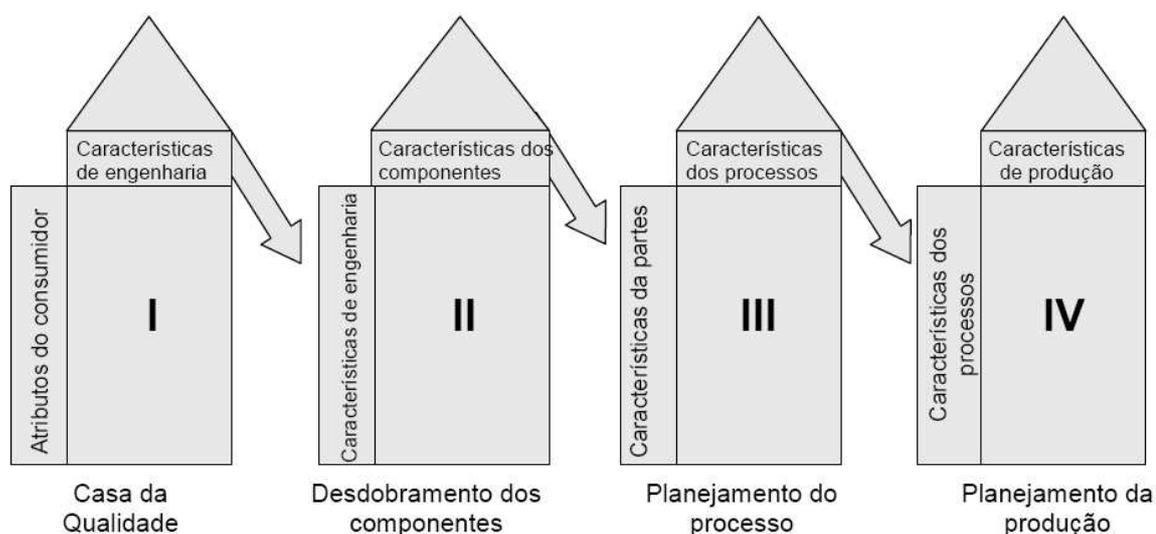 Características
de engenharia
Atributos do consumidor
I
Casa da
Qualidade
Características dos
componentes
Características de engenharia
II
Desdobramento dos
componentes
Características
dos processos
Características da partes
III
Planejamento do
processo
Características
de produção
Características dos
processos
IV
Planejamento da
produção